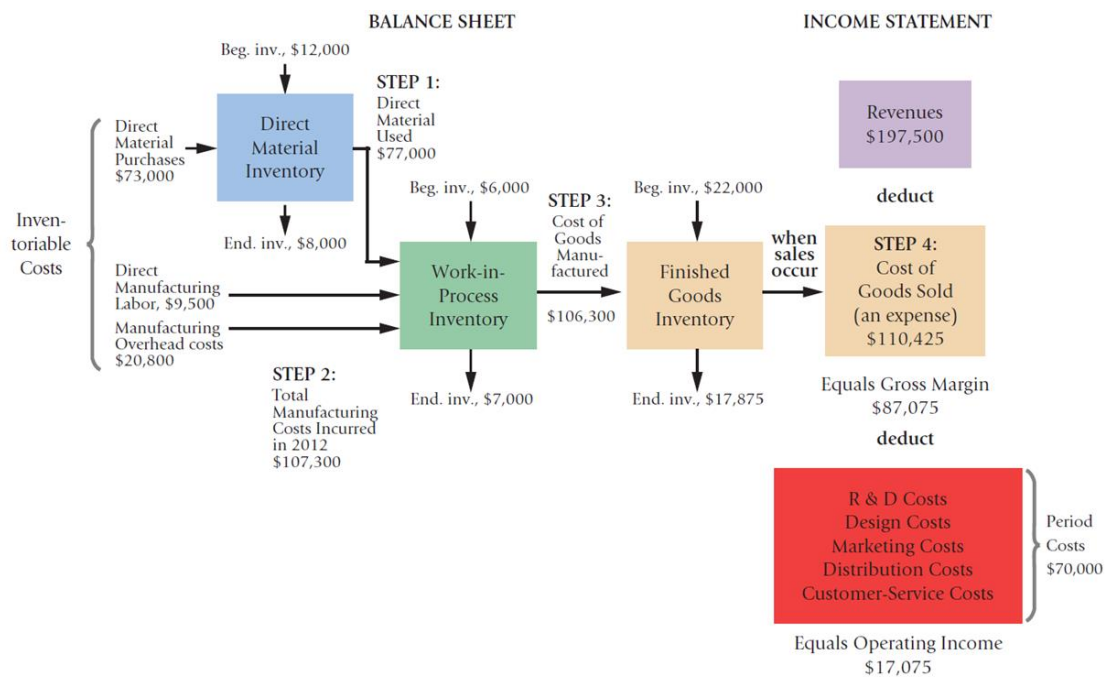 BALANCE SHEET
INCOME STATEMENT
Beg. inv., $12,000
STEP 1:
Direct
Material
Used
$77,000
Direct
Material
Purchases
$73,000
Direct
Material
Inventory
End. inv., $8,000
Inven-
toriable
Costs
Direct
Manufacturing
Labor, $9,500
Manufacturing
Overhead costs
$20,800
STEP 2:
Total
Manufacturing
Costs Incurred
in 2012
$107,300
Beg. inv., $6,000
Work-in-
Process
Inventory
End. inv., $7,000
STEP 3:
Cost of
Goods
Manu-
factured
$106,300
Beg. inv., $22,000
Finished
Goods
Inventory
End. inv., $17,875
when
sales
occur
Revenues
$197,500
deduct
STEP 4:
Cost of
Goods Sold
(an expense)
$110,425
Equals Gross Margin
$87,075
deduct
R & D Costs
Design Costs
Marketing Costs
Distribution Costs
Customer-Service Costs
Period
Costs
$70,000
Equals Operating Income
$17,075